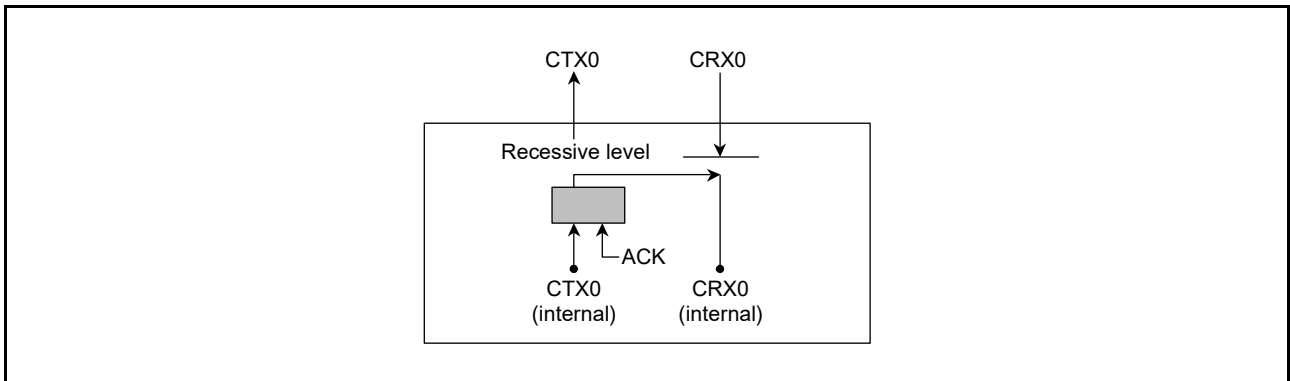 CTX0 CRX0
Recessive level
ACK
CTX0 CRX0
(internal) (internal)